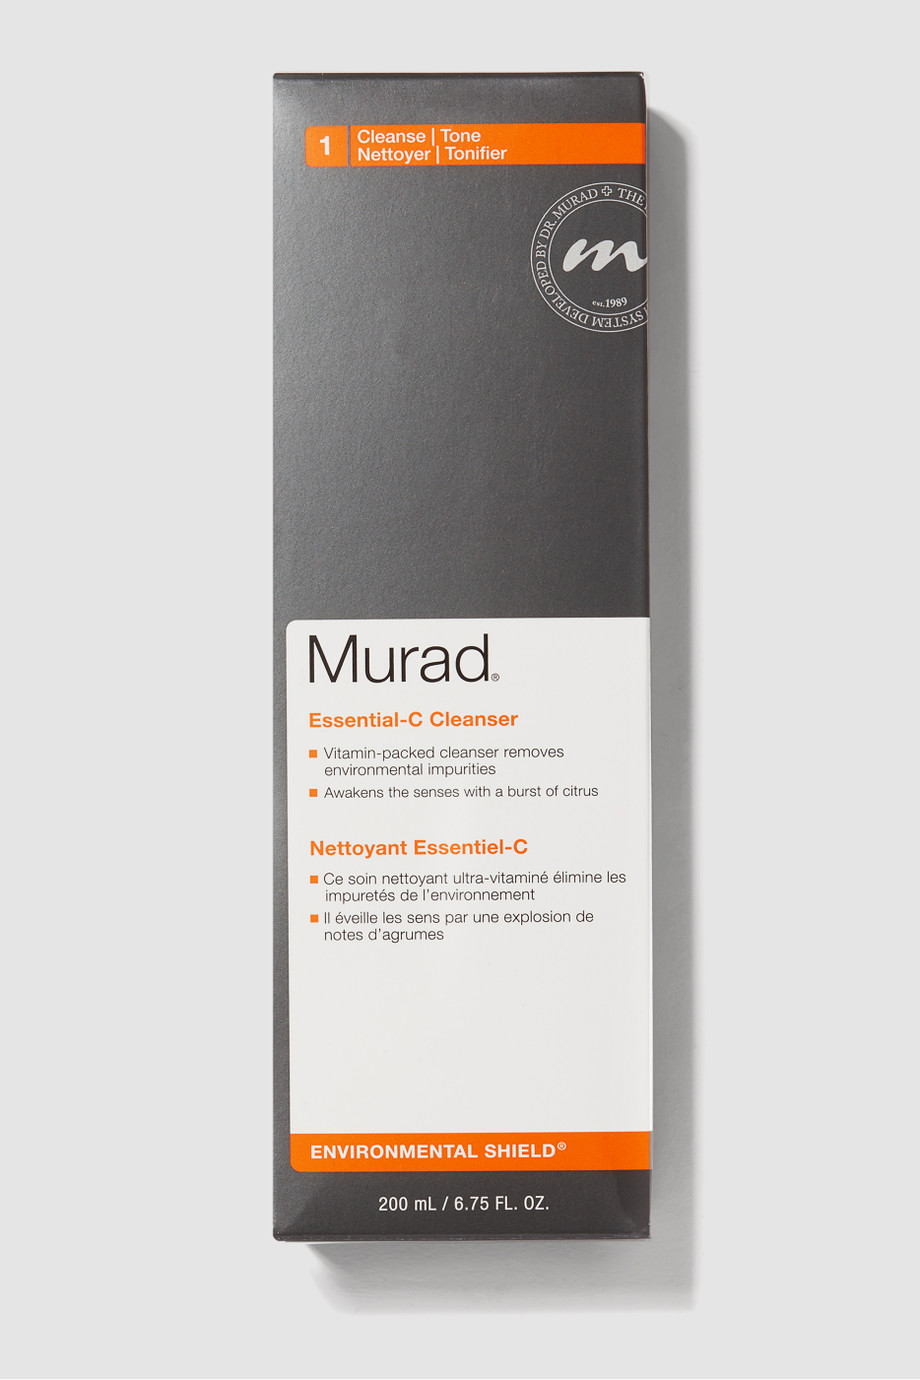 1
Cleanse | Tone
Nettoyer | Tonifier
SYSTEM DEVELOPED BY DR. MURAD ✚ THE
m
est. 1989
Murad®
Essential-C Cleanser
■ Vitamin-packed cleanser removes
environmental impurities
■ Awakens the senses with a burst of citrus
Nettoyant Essentiel-C
■ Ce soin nettoyant ultra-vitaminé élimine les
impuretés de l'environnement
■ Il éveille les sens par une explosion de
notes d'agrumes
ENVIRONMENTAL SHIELD®
200 mL / 6.75 FL. OZ.